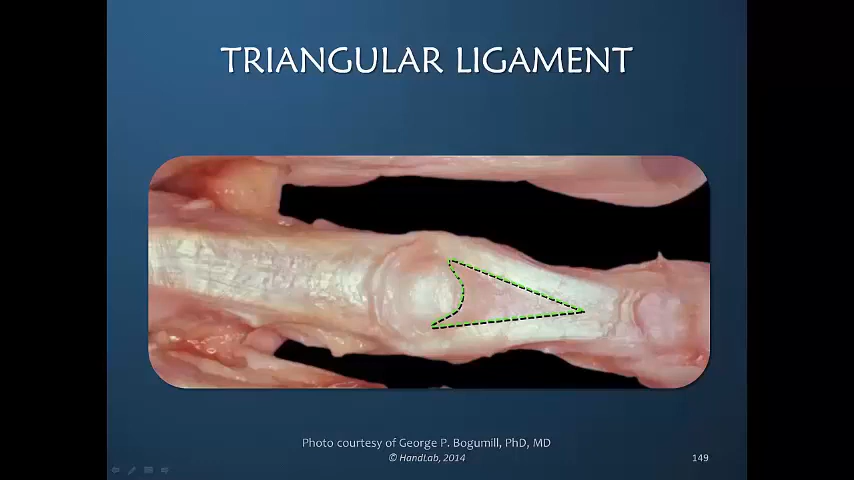 TRIANGULAR LIGAMENT
Photo courtesy of George P. Bogumill, PhD, MD
© HandLab, 2014
149